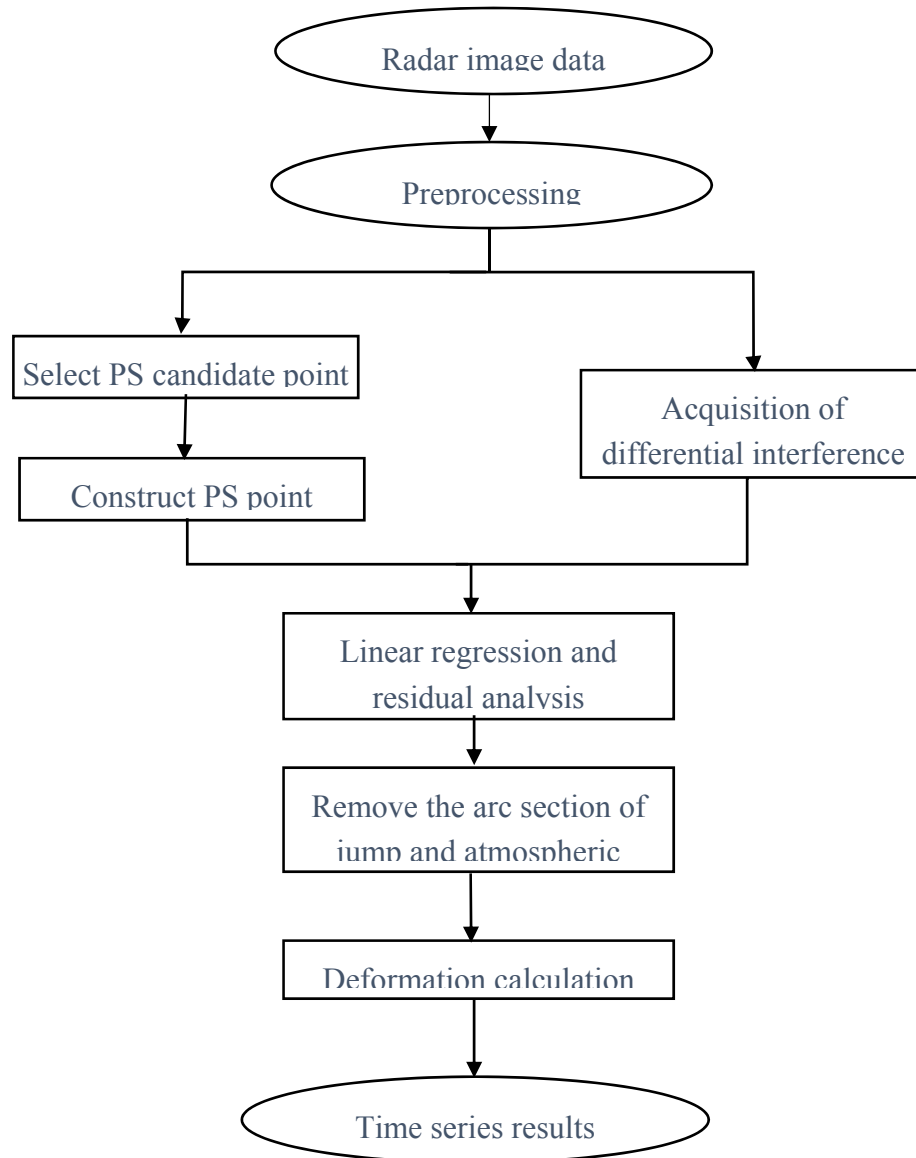 Radar image data
Preprocessing
Select PS candidate point
Construct PS point
Acquisition of
differential interference
Linear regression and
residual analysis
Remove the arc section of
jump and atmospheric
Deformation calculation
Time series results